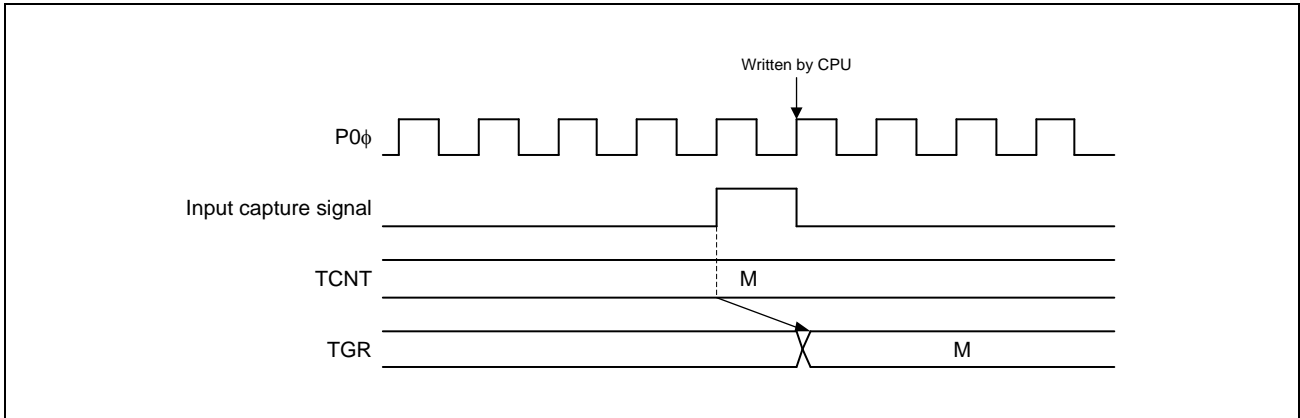 Written by CPU
P0ϕ
Input capture signal
TCNT
M
TGR
M